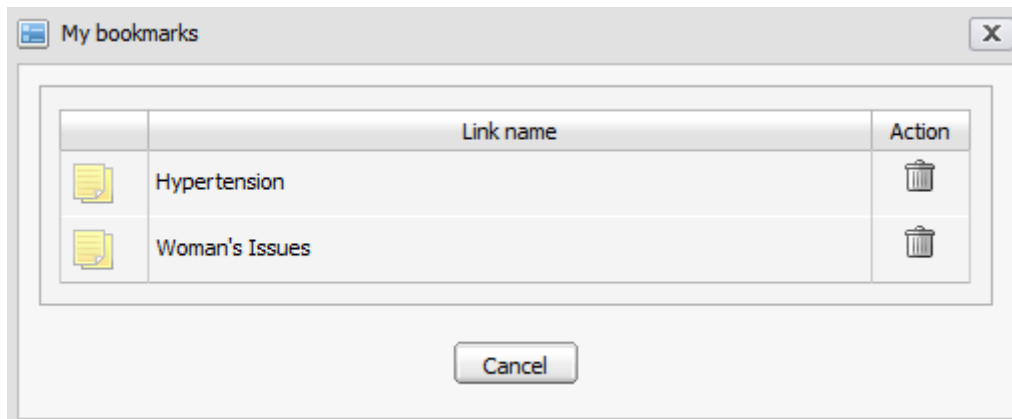 My bookmarks
X
Link name Action
Hypertension
Woman's Issues
Cancel